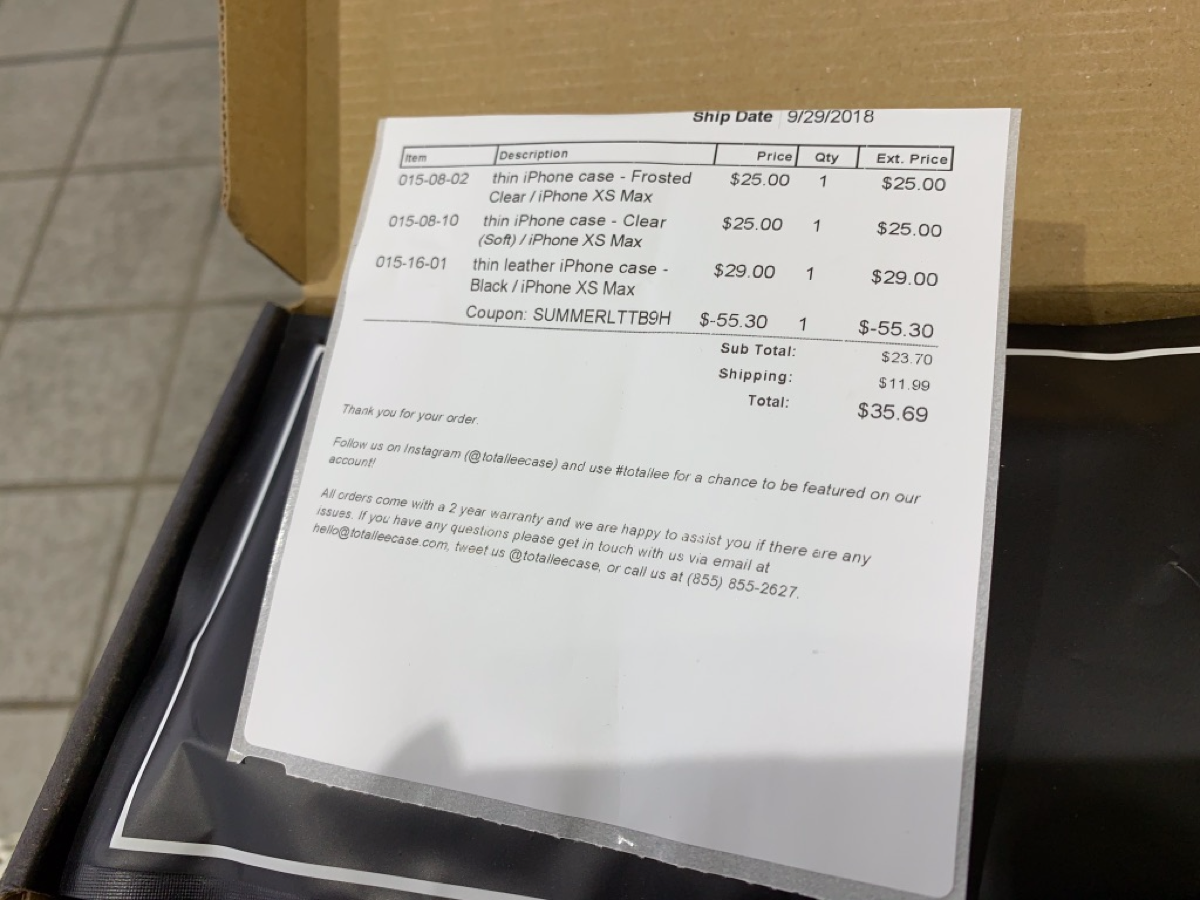 Ship Date 9/29/2018
Item Description Price Qty Ext. Price
015-08-02 thin iPhone case - Frosted $25.00 1 $25.00
Clear / iPhone XS Max
015-08-10 thin iPhone case - Clear $25.00 1 $25.00
(Soft) / iPhone XS Max
015-16-01 thin leather iPhone case - $29.00 1 $29.00
Black / iPhone XS Max
Coupon: SUMMERLTTB9H $-55.30 1 $-55.30
Sub Total: $23.70
Shipping: $11.99
Total: $35.69
Thank you for your order.
Follow us on Instagram (@totalleecase) and use #totallee for a chance to be featured on our
account!
All orders come with a 2 year warranty and we are happy to assist you if there are any
issues. If you have any questions please get in touch with us via email at
hello@totalleecase.com, tweet us @totalleecase, or call us at (855) 855-2627.